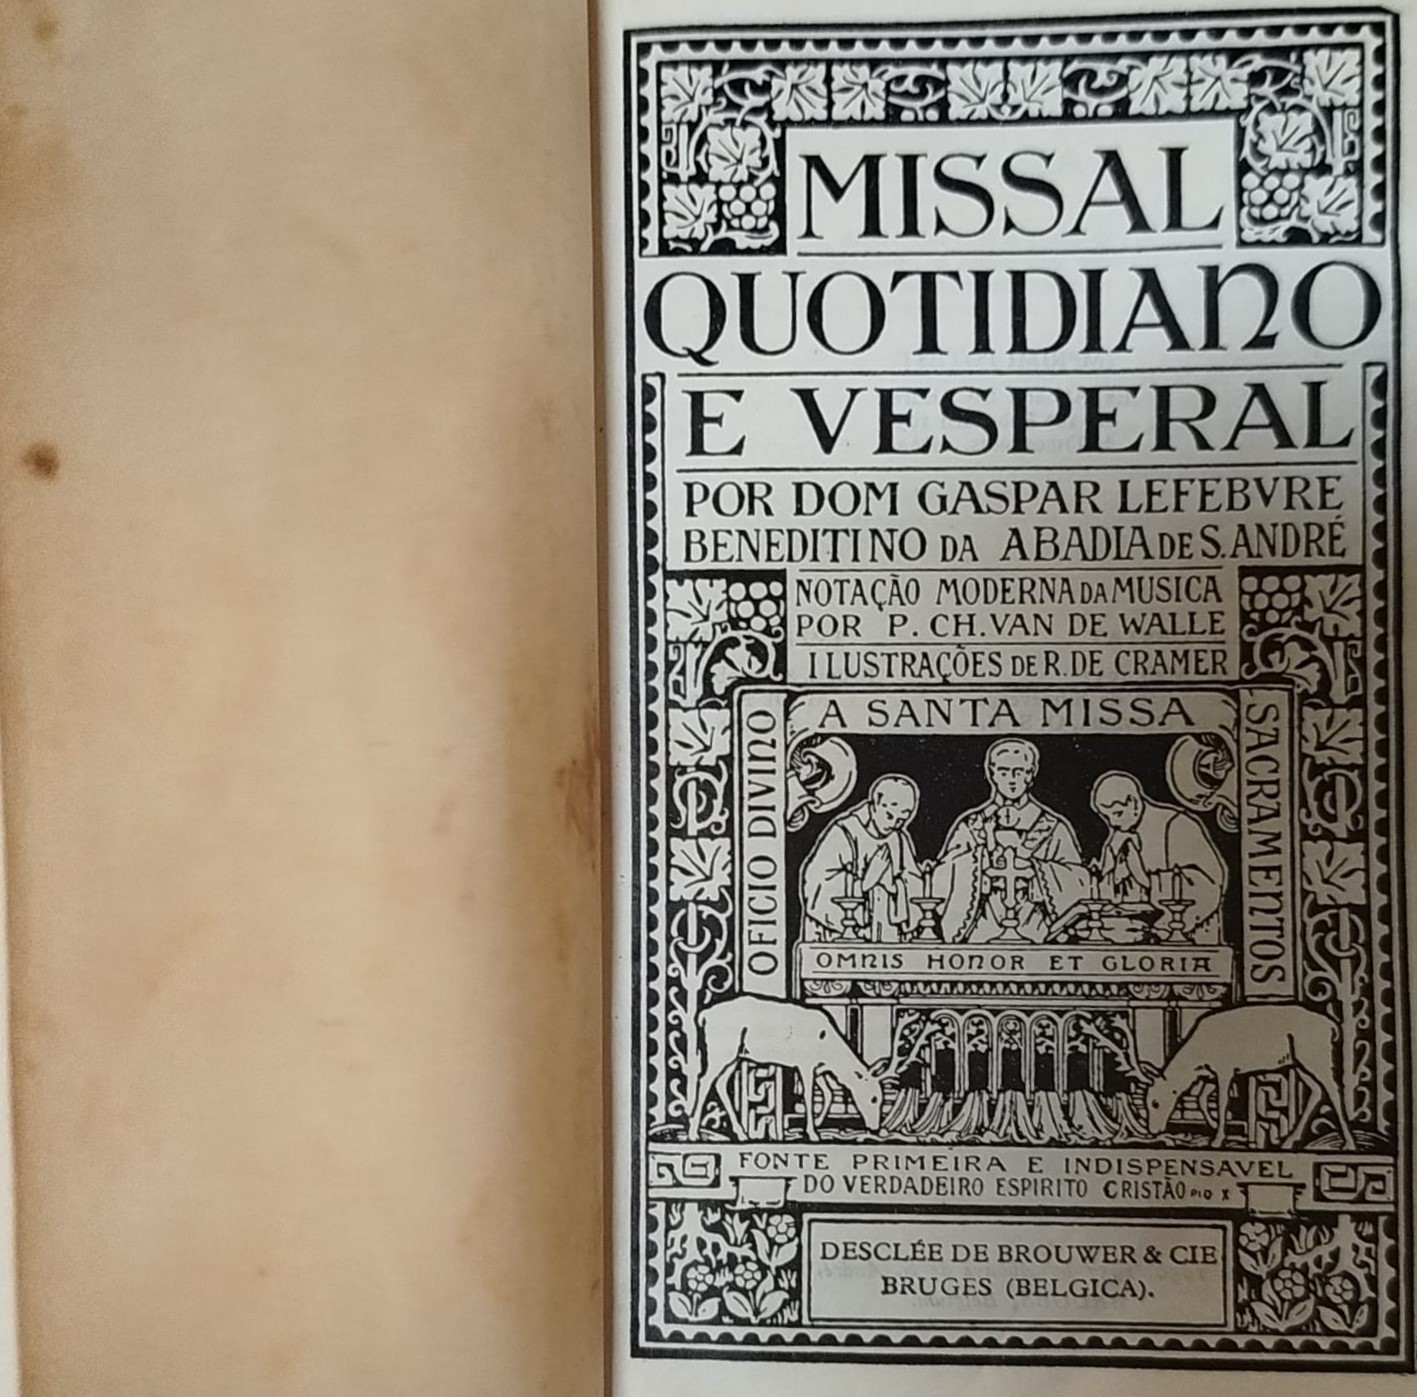 MISSAL
QUOTIDIANO
E VESPERAL
POR DOM GASPAR LEFEBVRE
BENEDITINO DA ABADIA DE S. ANDRÉ
NOTAÇÃO MODERNA DA MUSICA
POR P. CH. VAN DE WALLE
ILUSTRAÇÕES DE R. DE CRAMER
A SANTA MISSA
OFICIO DIVINO
SACRAMENTOS
OMNIS HONOR ET GLORIA
FONTE PRIMEIRA E INDISPENSAVEL
DO VERDADEIRO ESPIRITO CRISTÃO PIO X
DESCLÉE DE BROUWER & CIE
BRUGES (BELGICA).